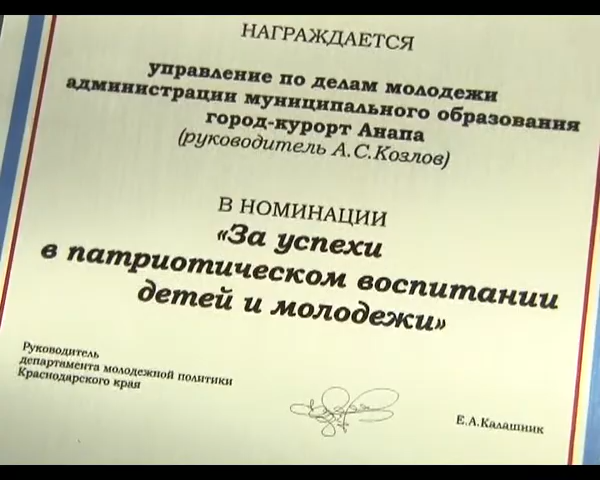 НАГРАЖДАЕТСЯ
управление по делам молодежи
администрации муниципального образования
город-курорт Анапа
(руководитель А.С.Козлов)
В НОМИНАЦИИ
«За успехи
в патриотическом воспитании
детей и молодежи»
Руководитель
департамента молодежной политики
Краснодарского края
Е.А.Калашник